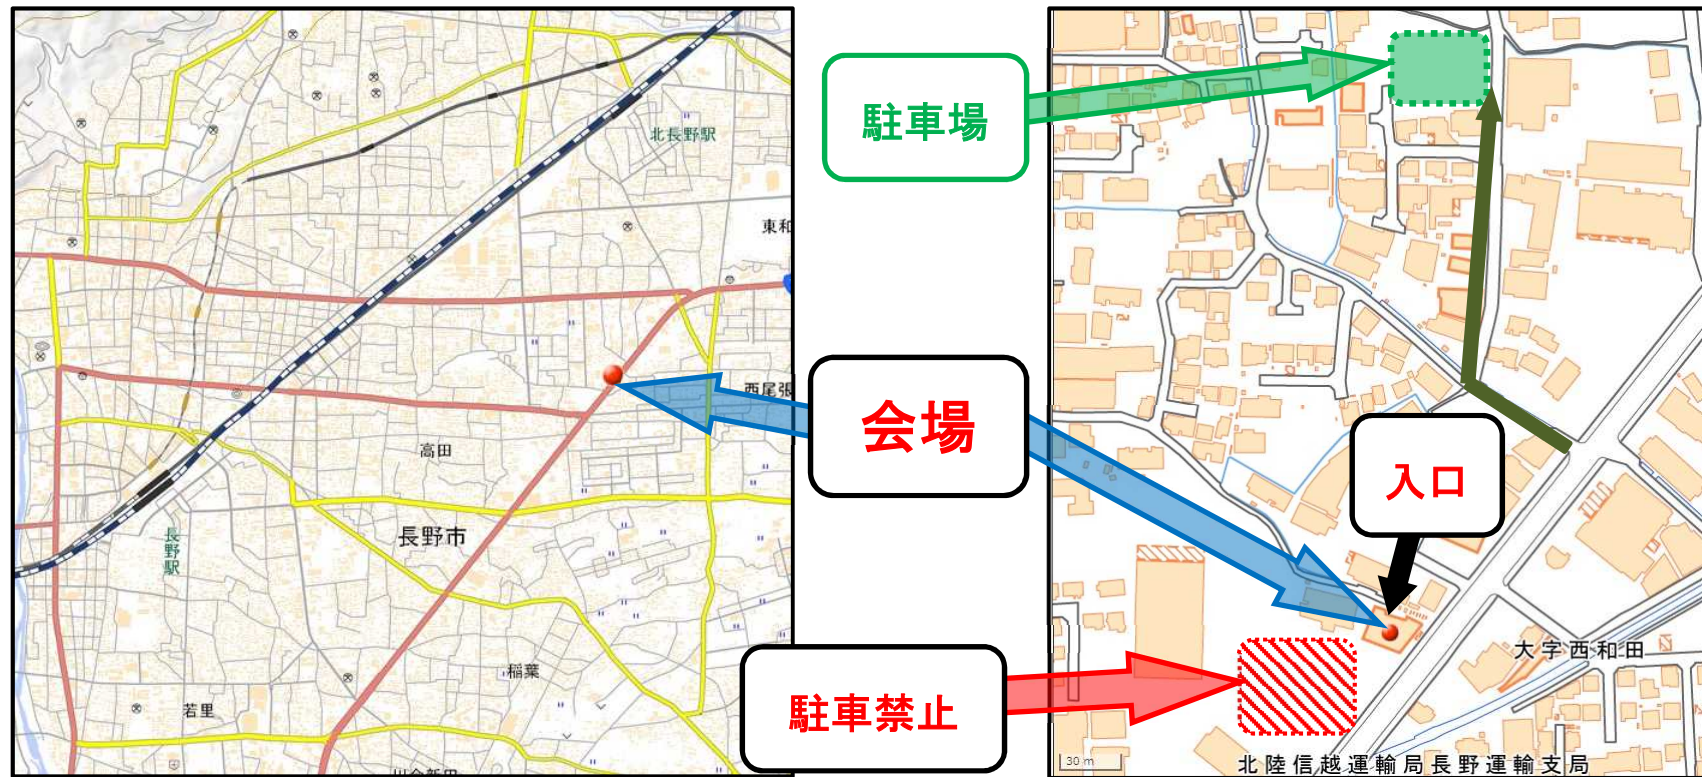 北長野駅
東和
西尾張
高田
長野市
長野駅
稲葉
若里
駐車場
会場
入口
駐車禁止
大字西和田
北陸信越運輸局長野運輸支局
30 m